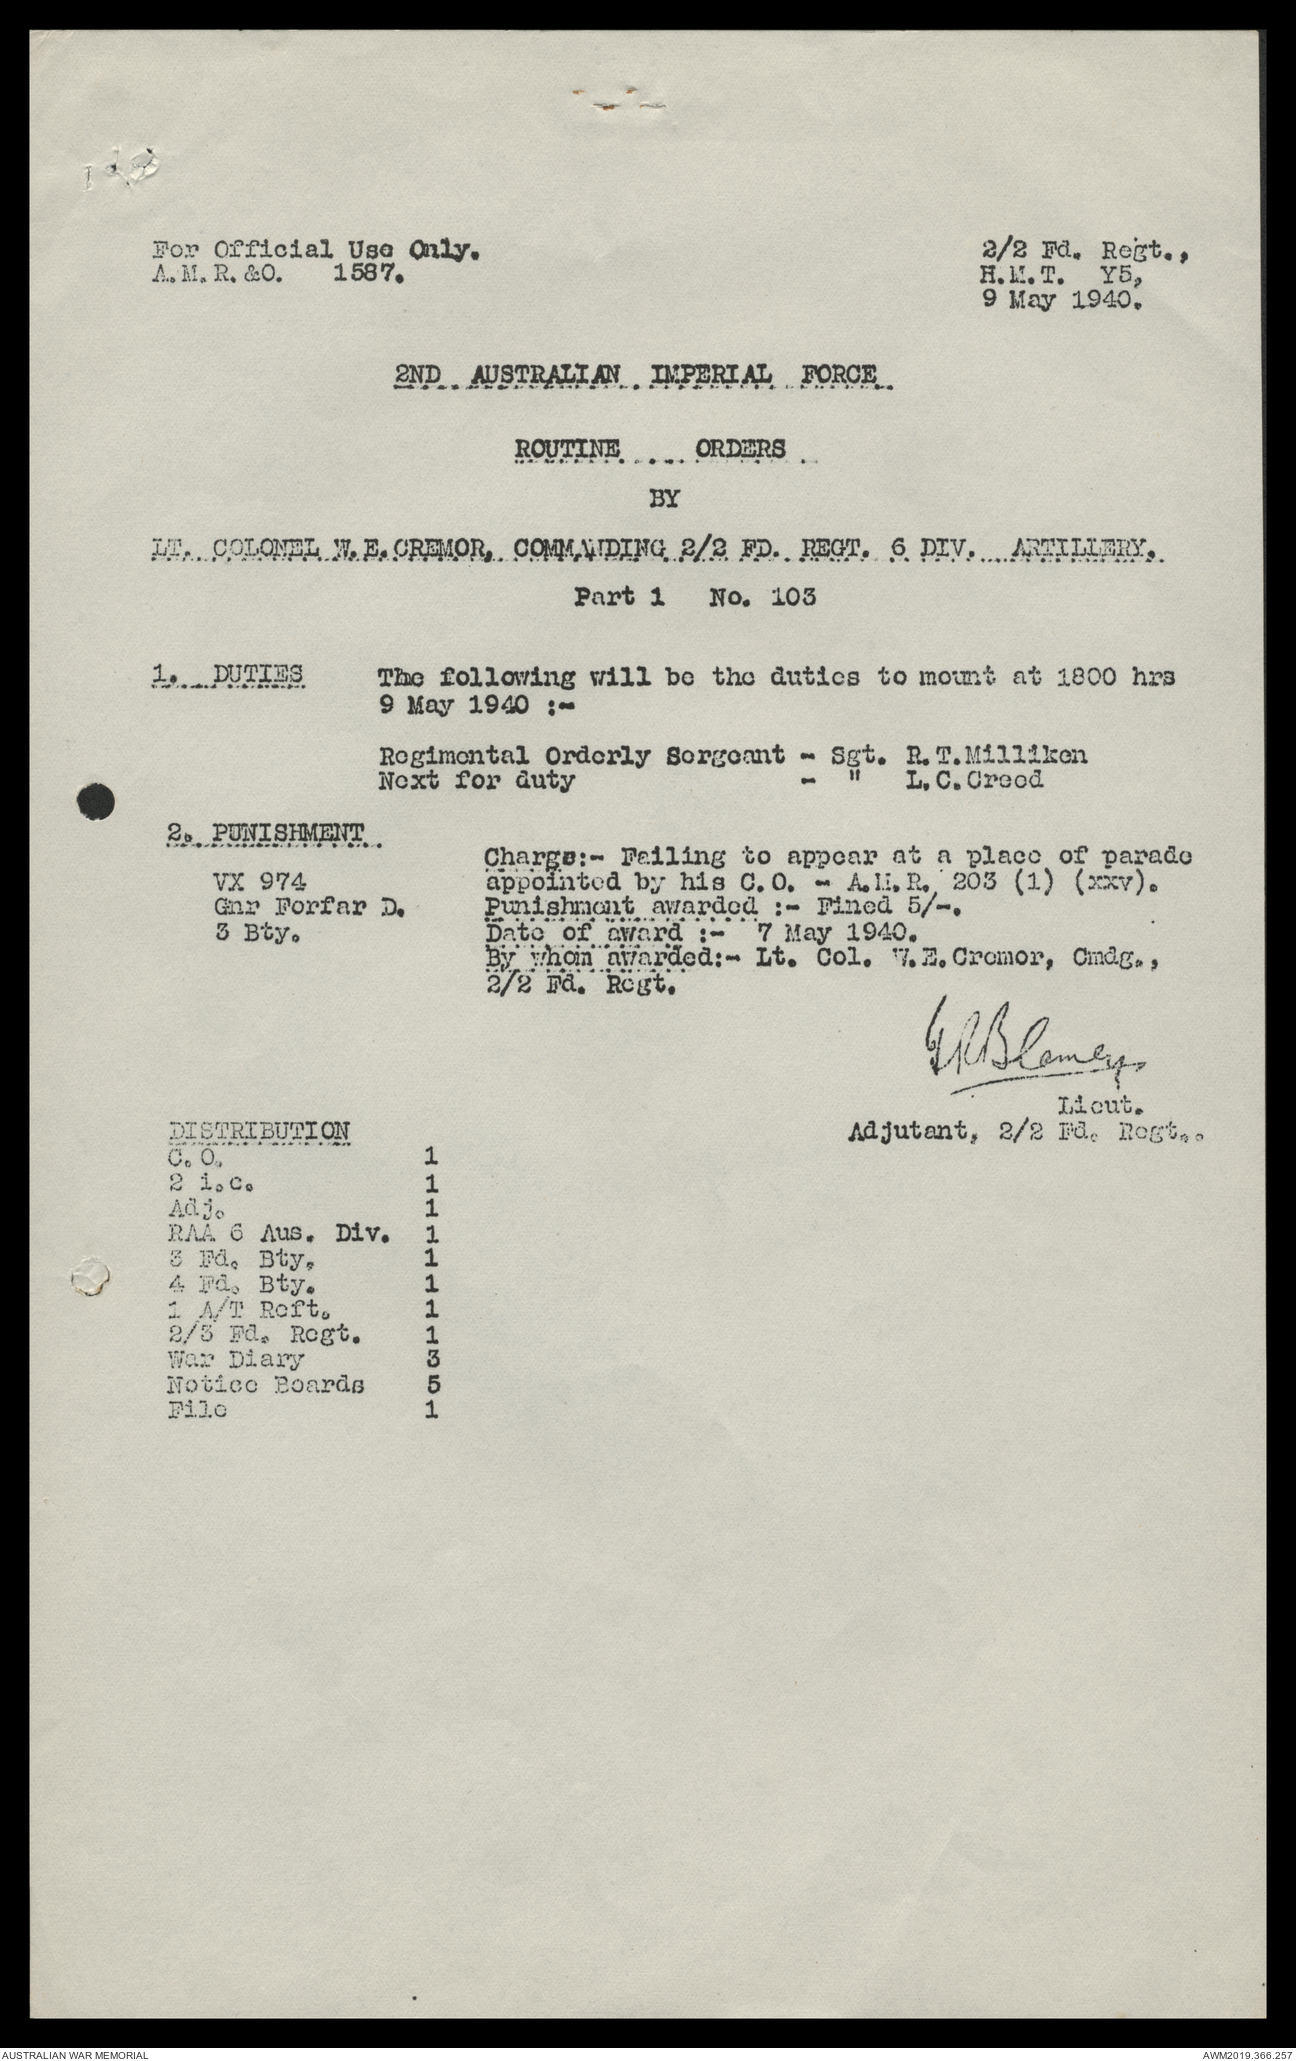 For Official Use Only.
A.M.R.&O. 1587.
2/2 Fd. Regt.,
H.M.T. Y5,
9 May 1940.
2ND AUSTRALIAN IMPERIAL FORCE
ROUTINE ORDERS
BY
LT. COLONEL W.E.CREMOR, COMMANDING 2/2 FD. REGT. 6 DIV. ARTILLERY.
Part 1 No. 103
1. DUTIES The following will be the duties to mount at 1800 hrs
9 May 1940 :-
Regimental Orderly Sergeant - Sgt. R.T.Milliken
Next for duty - " L.C.Creed
2. PUNISHMENT
VX 974
Gnr Forfar D.
3 Bty.
Charge:- Failing to appear at a place of parade
appointed by his C.O. - A.M.R. 203 (1) (xxv).
Punishment awarded :- Fined 5/-.
Date of award :- 7 May 1940.
By whom awarded:- Lt. Col. W.E.Cremor, Cmdg.,
2/2 Fd. Regt.
Blamey
Lieut.
Adjutant, 2/2 Fd. Regt..
DISTRIBUTION
C.O. 1
2 i.c. 1
Adj. 1
RAA 6 Aus. Div. 1
3 Fd. Bty. 1
4 Fd. Bty. 1
1 A/T Reft. 1
2/3 Fd. Regt. 1
War Diary 3
Notice Boards 5
File 1
AUSTRALIAN WAR MEMORIAL
AWM2019.366.257